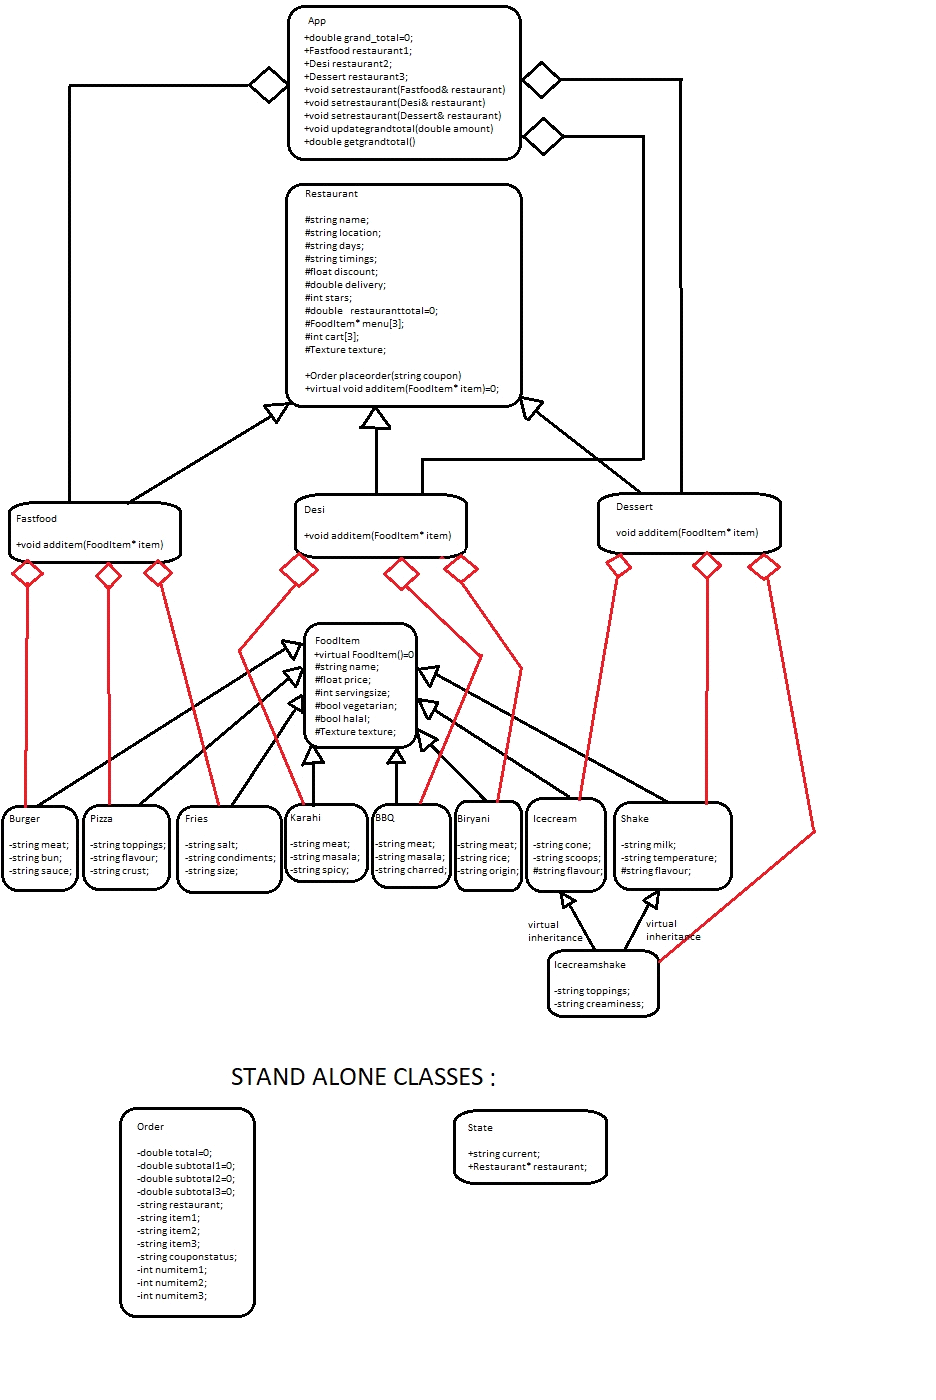 App
+double grand_total=0;
+Fastfood restaurant1;
+Desi restaurant2;
+Dessert restaurant3;
+void setrestaurant(Fastfood& restaurant)
+void setrestaurant(Desi& restaurant)
+void setrestaurant(Dessert& restaurant)
+void updategrandtotal(double amount)
+double getgrandtotal()
Restaurant
#string name;
#string location;
#string days;
#string timings;
#float discount;
#double delivery;
#int stars;
#double restauranttotal=0;
#FoodItem* menu[3];
#int cart[3];
#Texture texture;
+Order placeorder(string coupon)
+virtual void additem(FoodItem* item)=0;
Fastfood
+void additem(FoodItem* item)
Desi
+void additem(FoodItem* item)
Dessert
void additem(FoodItem* item)
FoodItem
+virtual FoodItem()=0
#string name;
#float price;
#int servingsize;
#bool vegetarian;
#bool halal;
#Texture texture;
Burger
-string meat;
-string bun;
-string sauce;
Pizza
-string toppings;
-string flavour;
-string crust;
Fries
-string salt;
-string condiments;
-string size;
Karahi
-string meat;
-string masala;
-string spicy;
BBQ
-string meat;
-string masala;
-string charred;
Biryani
-string meat;
-string rice;
-string origin;
Icecream
-string cone;
-string scoops;
#string flavour;
Shake
-string milk;
-string temperature;
#string flavour;
virtual
inheritance
virtual
inheritance
Icecreamshake
-string toppings;
-string creaminess;
STAND ALONE CLASSES :
Order
-double total=0;
-double subtotal1=0;
-double subtotal2=0;
-double subtotal3=0;
-string restaurant;
-string item1;
-string item2;
-string item3;
-string couponstatus;
-int numitem1;
-int numitem2;
-int numitem3;
State
+string current;
+Restaurant* restaurant;